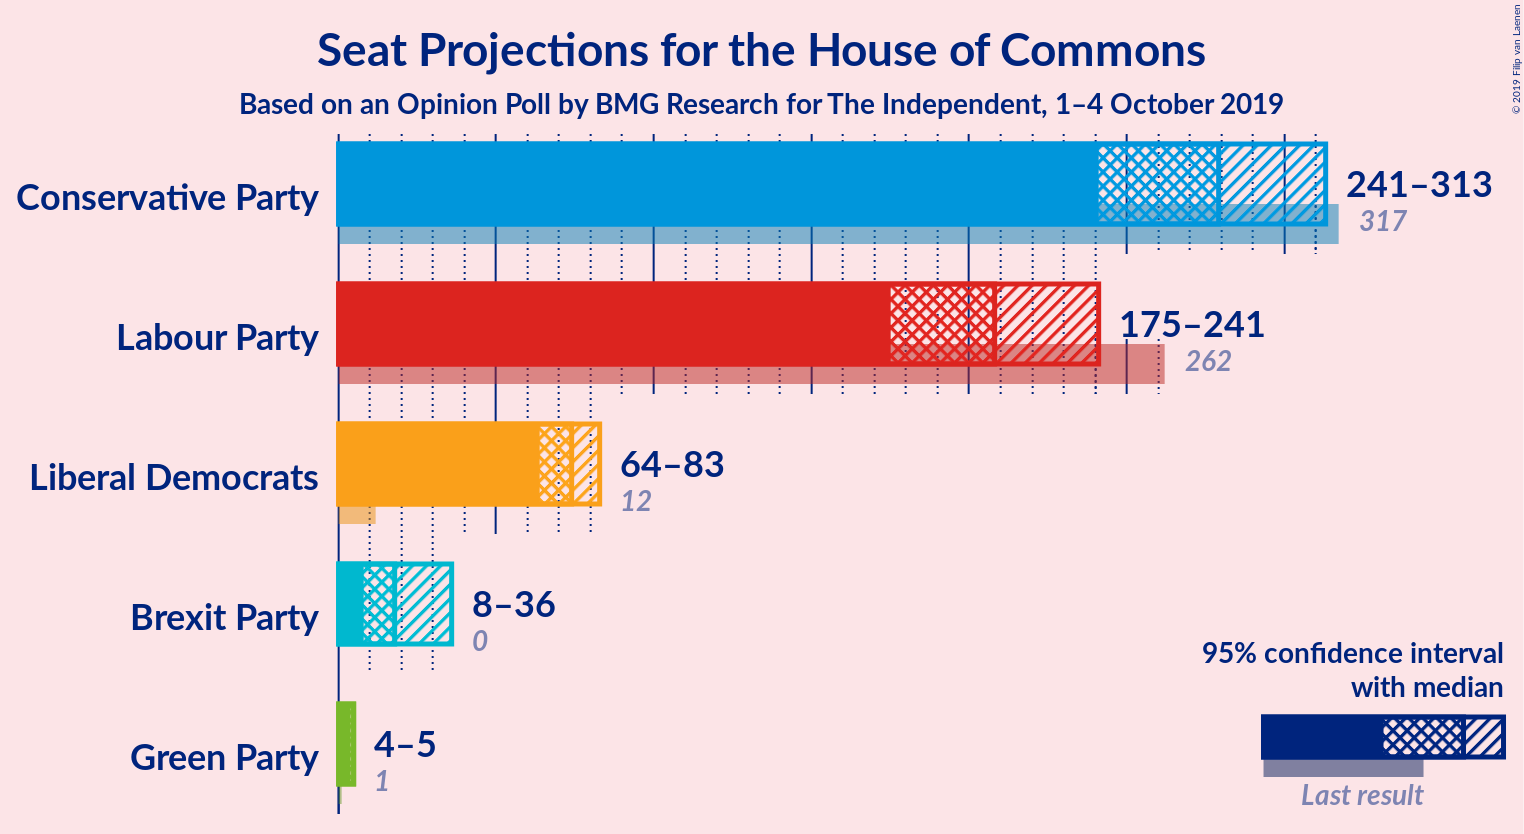 Seat Projections for the House of Commons
Based on an Opinion Poll by BMG Research for The Independent, 1–4 October 2019
© 2019 Filip van Laenen
Conservative Party
241–313
317
Labour Party
175–241
262
Liberal Democrats
64–83
12
Brexit Party
8–36
0
Green Party
4–5
1
95% confidence interval
with median
Last result